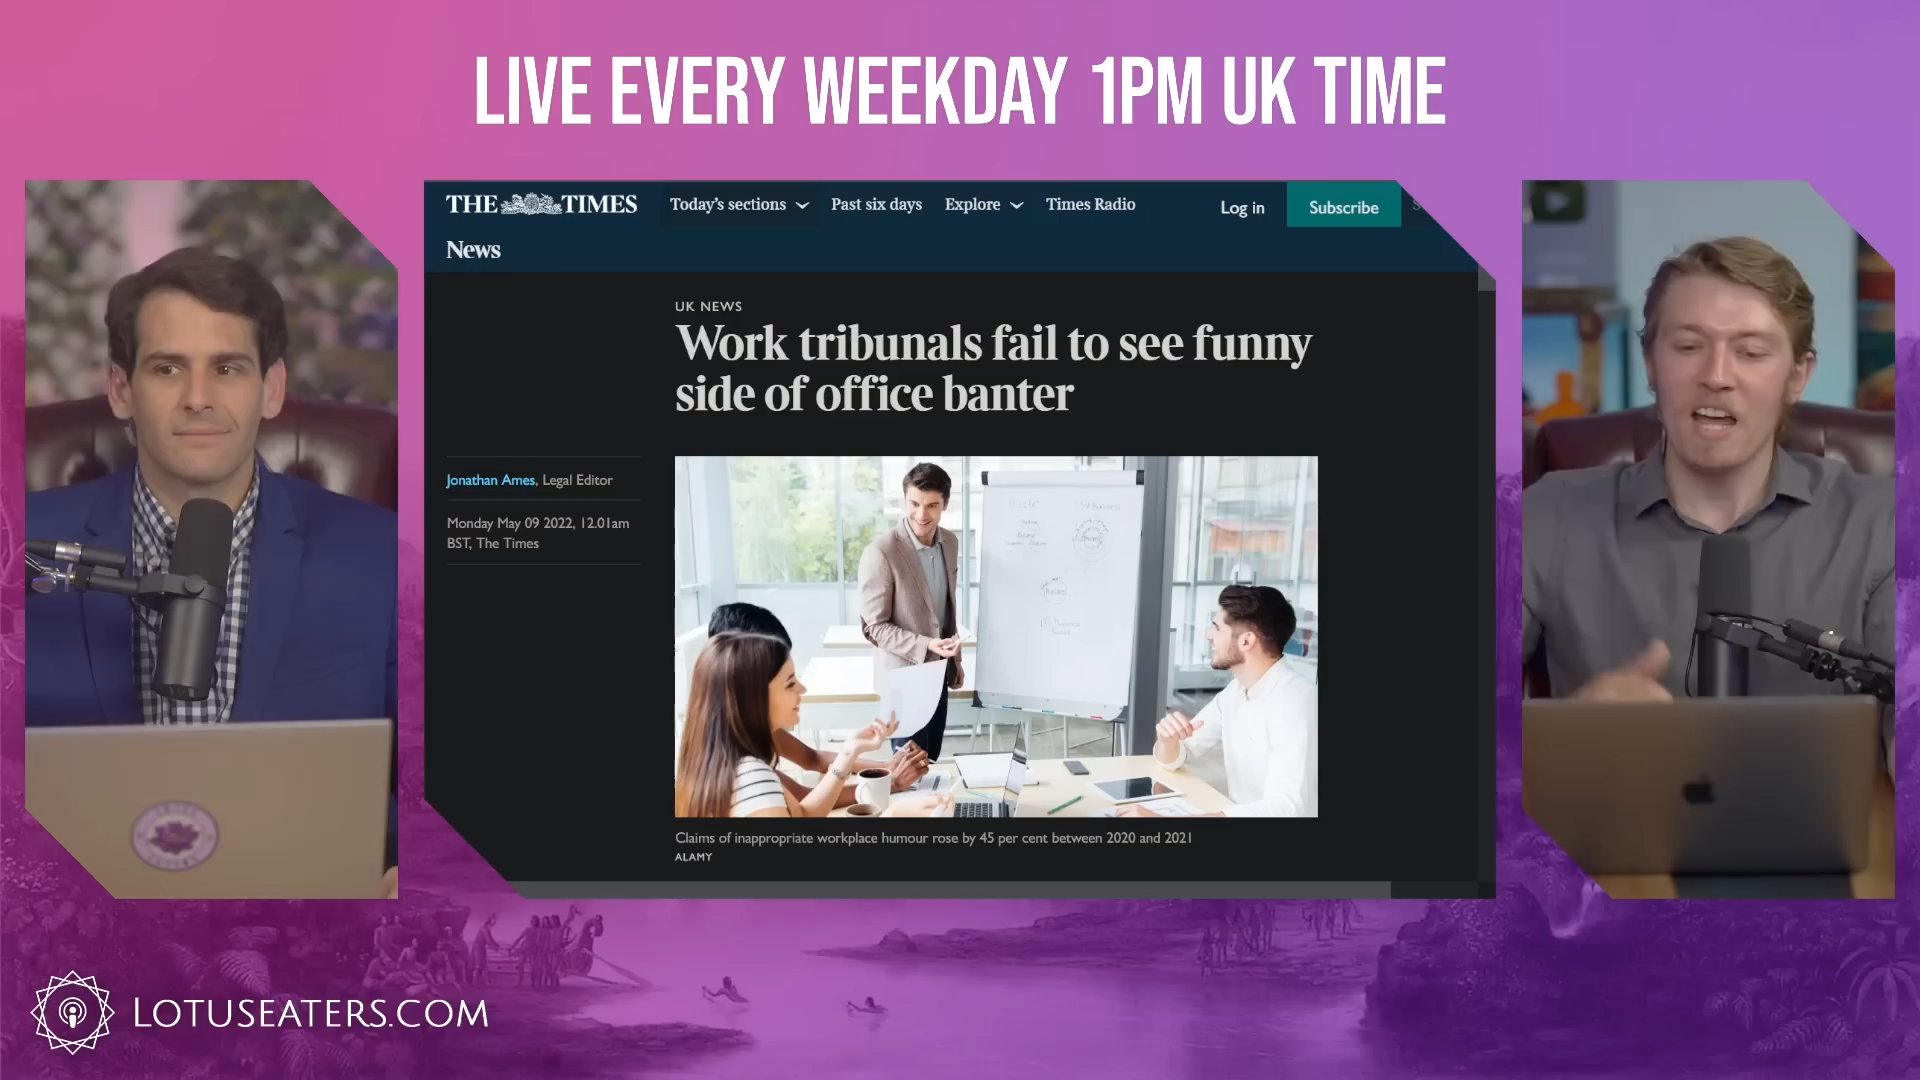 LIVE EVERY WEEKDAY 1PM UK TIME
THE TIMES
Today's sections
Past six days
Explore
Times Radio
Log in
Subscribe
News
UK NEWS
Work tribunals fail to see funny
side of office banter
Jonathan Ames, Legal Editor
Monday May 09 2022, 12.01am
BST, The Times
Claims of inappropriate workplace humour rose by 45 per cent between 2020 and 2021
ALAMY
LOTUSEATERS.COM